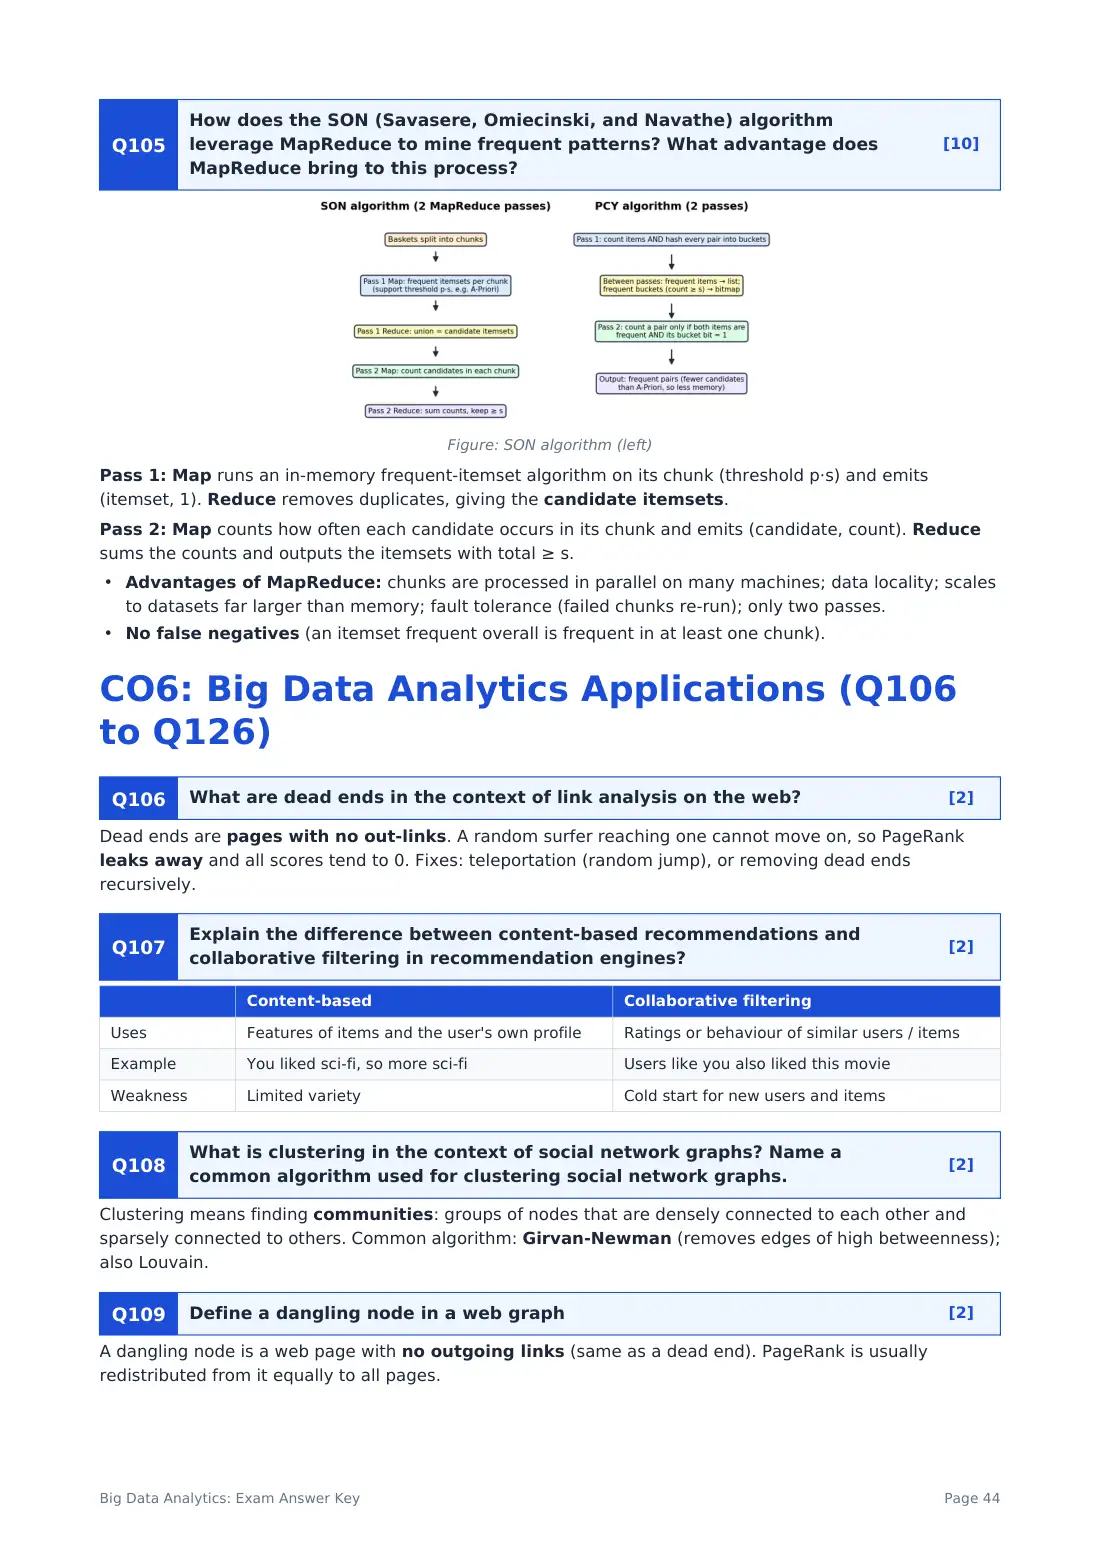 Q105
How does the SON (Savasere, Omiecinski, and Navathe) algorithm
leverage MapReduce to mine frequent patterns? What advantage does
MapReduce bring to this process?
[10]
SON algorithm (2 MapReduce passes)
Baskets split into chunks
Pass 1 Map: frequent itemsets per chunk
(support threshold p·s, e.g. A-Priori)
Pass 1 Reduce: union = candidate itemsets
Pass 2 Map: count candidates in each chunk
Pass 2 Reduce: sum counts, keep ≥ s
PCY algorithm (2 passes)
Pass 1: count items AND hash every pair into buckets
Between passes: frequent items → list;
frequent buckets (count ≥ s) → bitmap
Pass 2: count a pair only if both items are
frequent AND its bucket bit = 1
Output: frequent pairs (fewer candidates
than A-Priori, so less memory)
Figure: SON algorithm (left)
Pass 1: Map runs an in-memory frequent-itemset algorithm on its chunk (threshold p·s) and emits
(itemset, 1). Reduce removes duplicates, giving the candidate itemsets.
Pass 2: Map counts how often each candidate occurs in its chunk and emits (candidate, count). Reduce
sums the counts and outputs the itemsets with total ≥ s.
• Advantages of MapReduce: chunks are processed in parallel on many machines; data locality; scales
to datasets far larger than memory; fault tolerance (failed chunks re-run); only two passes.
• No false negatives (an itemset frequent overall is frequent in at least one chunk).
CO6: Big Data Analytics Applications (Q106
to Q126)
Q106
What are dead ends in the context of link analysis on the web?
[2]
Dead ends are pages with no out-links. A random surfer reaching one cannot move on, so PageRank
leaks away and all scores tend to 0. Fixes: teleportation (random jump), or removing dead ends
recursively.
Q107
Explain the difference between content-based recommendations and
collaborative filtering in recommendation engines?
[2]
Content-based Collaborative filtering
Uses Features of items and the user's own profile Ratings or behaviour of similar users / items
Example You liked sci-fi, so more sci-fi Users like you also liked this movie
Weakness Limited variety Cold start for new users and items
Q108
What is clustering in the context of social network graphs? Name a
common algorithm used for clustering social network graphs.
[2]
Clustering means finding communities: groups of nodes that are densely connected to each other and
sparsely connected to others. Common algorithm: Girvan-Newman (removes edges of high betweenness);
also Louvain.
Q109
Define a dangling node in a web graph
[2]
A dangling node is a web page with no outgoing links (same as a dead end). PageRank is usually
redistributed from it equally to all pages.
Big Data Analytics: Exam Answer Key
Page 44